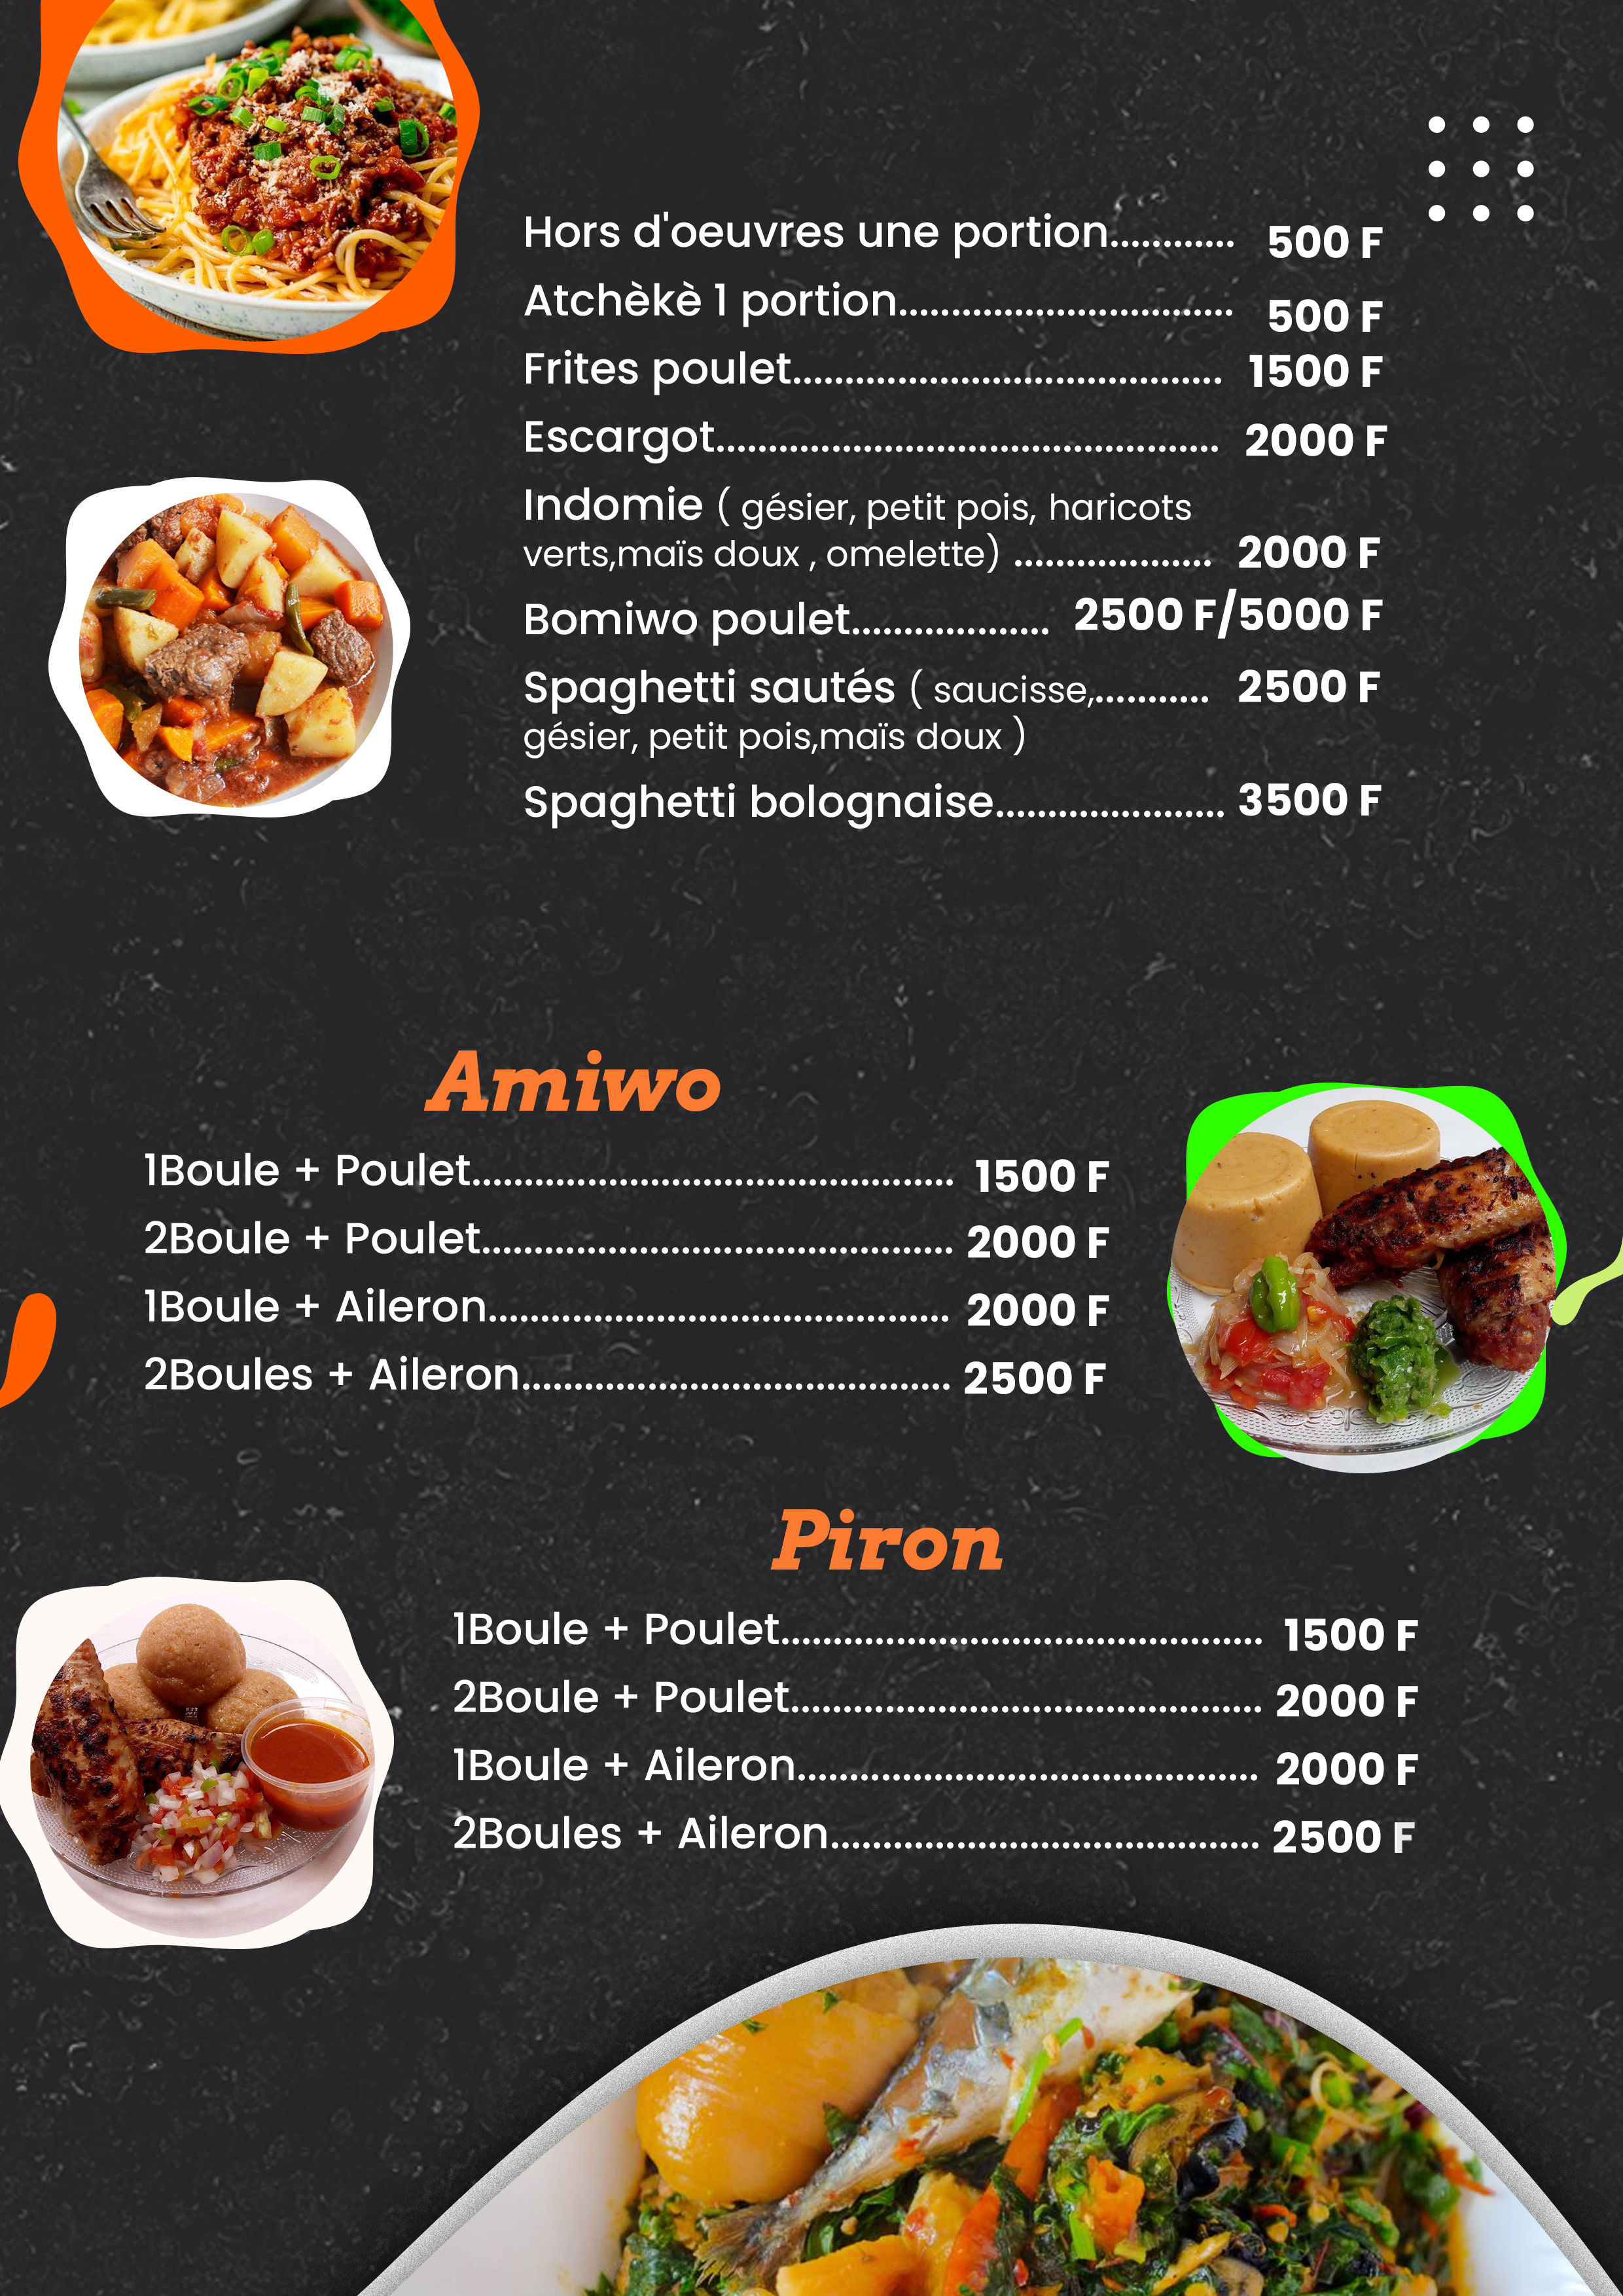 Hors d'oeuvres une portion............ 500 F
Atchèkè 1 portion................................ 500 F
Frites poulet......................................... 1500 F
Escargot................................................ 2000 F
Indomie ( gésier, petit pois, haricots
verts,maïs doux , omelette) ................... 2000 F
Bomiwo poulet................... 2500 F/5000 F
Spaghetti sautés ( saucisse,........... 2500 F
gésier, petit pois,maïs doux )
Spaghetti bolognaise...................... 3500 F
Amiwo
1Boule + Poulet.............................................. 1500 F
2Boule + Poulet............................................. 2000 F
1Boule + Aileron............................................ 2000 F
2Boules + Aileron......................................... 2500 F
Piron
1Boule + Poulet.............................................. 1500 F
2Boule + Poulet............................................. 2000 F
1Boule + Aileron............................................ 2000 F
2Boules + Aileron......................................... 2500 F